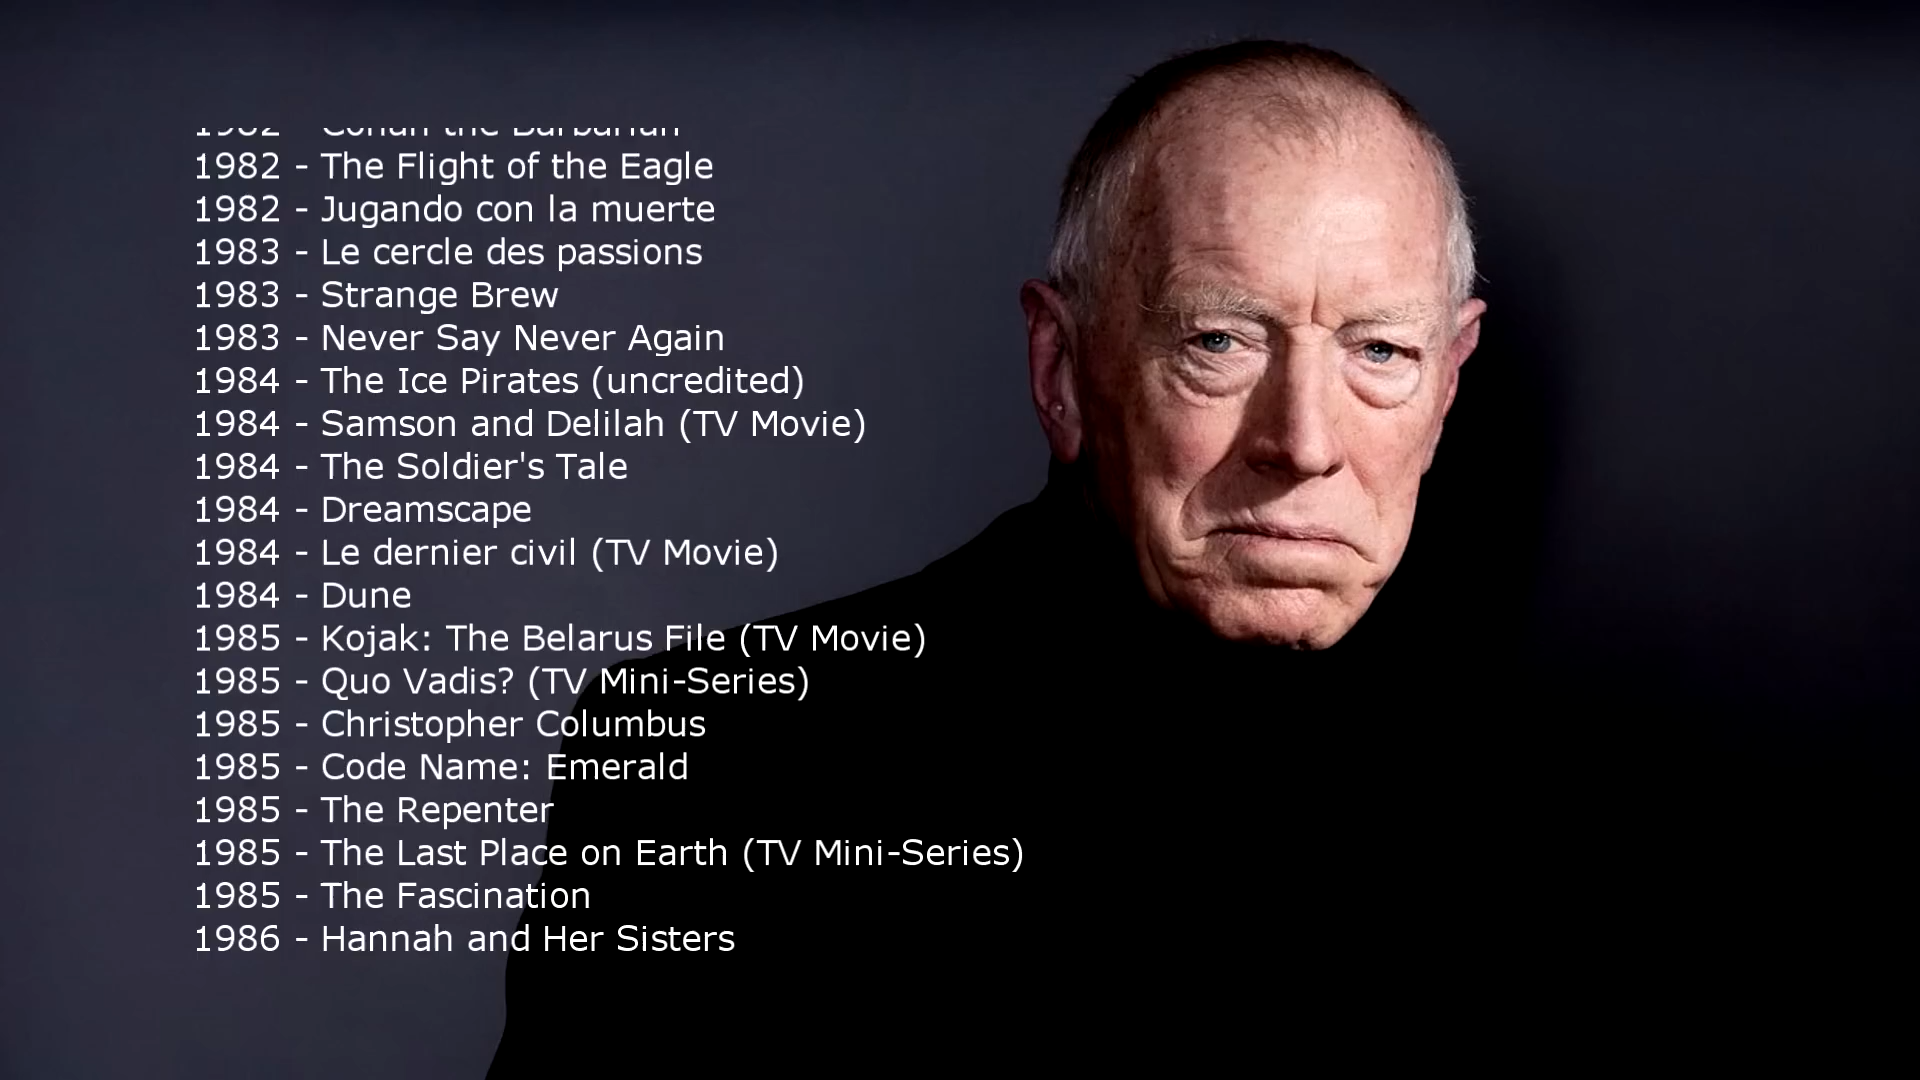 1982 - Conan the Barbarian
1982 - The Flight of the Eagle
1982 - Jugando con la muerte
1983 - Le cercle des passions
1983 - Strange Brew
1983 - Never Say Never Again
1984 - The Ice Pirates (uncredited)
1984 - Samson and Delilah (TV Movie)
1984 - The Soldier's Tale
1984 - Dreamscape
1984 - Le dernier civil (TV Movie)
1984 - Dune
1985 - Kojak: The Belarus File (TV Movie)
1985 - Quo Vadis? (TV Mini-Series)
1985 - Christopher Columbus
1985 - Code Name: Emerald
1985 - The Repenter
1985 - The Last Place on Earth (TV Mini-Series)
1985 - The Fascination
1986 - Hannah and Her Sisters